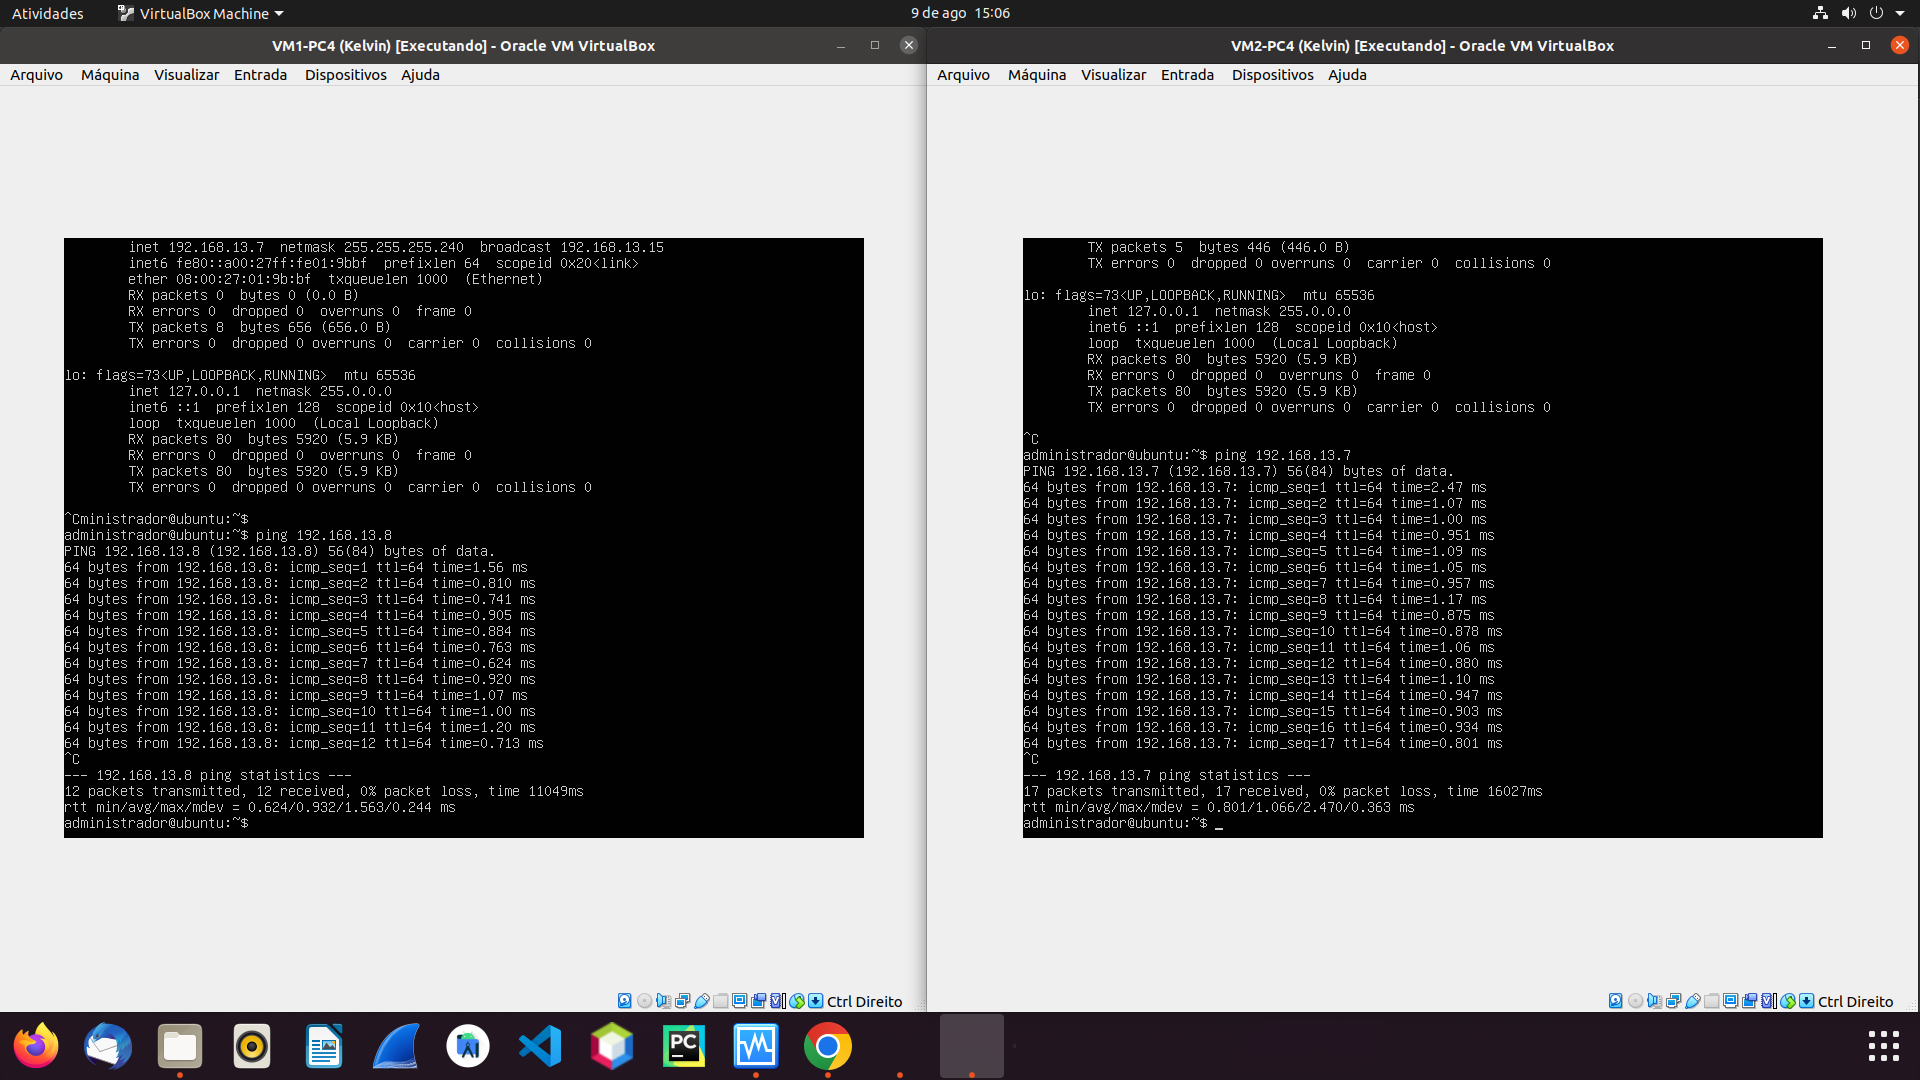 Atividades
VirtualBox Machine
9 de ago  15:06
VM1-PC4 (Kelvin) [Executando] - Oracle VM VirtualBox
Arquivo Máquina Visualizar Entrada Dispositivos Ajuda
inet 192.168.13.7  netmask 255.255.255.240  broadcast 192.168.13.15
inet6 fe80::a00:27ff:fe01:9bbf  prefixlen 64  scopeid 0x20<link>
ether 08:00:27:01:9b:bf  txqueuelen 1000  (Ethernet)
RX packets 0  bytes 0 (0.0 B)
RX errors 0  dropped 0  overruns 0  frame 0
TX packets 8  bytes 656 (656.0 B)
TX errors 0  dropped 0 overruns 0  carrier 0  collisions 0
lo: flags=73<UP,LOOPBACK,RUNNING>  mtu 65536
inet 127.0.0.1  netmask 255.0.0.0
inet6 ::1  prefixlen 128  scopeid 0x10<host>
loop  txqueuelen 1000  (Local Loopback)
RX packets 80  bytes 5920 (5.9 KB)
RX errors 0  dropped 0  overruns 0  frame 0
TX packets 80  bytes 5920 (5.9 KB)
TX errors 0  dropped 0 overruns 0  carrier 0  collisions 0
^Cministrador@ubuntu:~$
administrador@ubuntu:~$ ping 192.168.13.8
PING 192.168.13.8 (192.168.13.8) 56(84) bytes of data.
64 bytes from 192.168.13.8: icmp_seq=1 ttl=64 time=1.56 ms
64 bytes from 192.168.13.8: icmp_seq=2 ttl=64 time=0.810 ms
64 bytes from 192.168.13.8: icmp_seq=3 ttl=64 time=0.741 ms
64 bytes from 192.168.13.8: icmp_seq=4 ttl=64 time=0.905 ms
64 bytes from 192.168.13.8: icmp_seq=5 ttl=64 time=0.884 ms
64 bytes from 192.168.13.8: icmp_seq=6 ttl=64 time=0.763 ms
64 bytes from 192.168.13.8: icmp_seq=7 ttl=64 time=0.624 ms
64 bytes from 192.168.13.8: icmp_seq=8 ttl=64 time=0.920 ms
64 bytes from 192.168.13.8: icmp_seq=9 ttl=64 time=1.07 ms
64 bytes from 192.168.13.8: icmp_seq=10 ttl=64 time=1.00 ms
64 bytes from 192.168.13.8: icmp_seq=11 ttl=64 time=1.20 ms
64 bytes from 192.168.13.8: icmp_seq=12 ttl=64 time=0.713 ms
^C
--- 192.168.13.8 ping statistics ---
12 packets transmitted, 12 received, 0% packet loss, time 11049ms
rtt min/avg/max/mdev = 0.624/0.932/1.563/0.244 ms
administrador@ubuntu:~$
Ctrl Direito
VM2-PC4 (Kelvin) [Executando] - Oracle VM VirtualBox
Arquivo Máquina Visualizar Entrada Dispositivos Ajuda
TX packets 5  bytes 446 (446.0 B)
TX errors 0  dropped 0 overruns 0  carrier 0  collisions 0
lo: flags=73<UP,LOOPBACK,RUNNING>  mtu 65536
inet 127.0.0.1  netmask 255.0.0.0
inet6 ::1  prefixlen 128  scopeid 0x10<host>
loop  txqueuelen 1000  (Local Loopback)
RX packets 80  bytes 5920 (5.9 KB)
RX errors 0  dropped 0  overruns 0  frame 0
TX packets 80  bytes 5920 (5.9 KB)
TX errors 0  dropped 0 overruns 0  carrier 0  collisions 0
^C
administrador@ubuntu:~$ ping 192.168.13.7
PING 192.168.13.7 (192.168.13.7) 56(84) bytes of data.
64 bytes from 192.168.13.7: icmp_seq=1 ttl=64 time=2.47 ms
64 bytes from 192.168.13.7: icmp_seq=2 ttl=64 time=1.07 ms
64 bytes from 192.168.13.7: icmp_seq=3 ttl=64 time=1.00 ms
64 bytes from 192.168.13.7: icmp_seq=4 ttl=64 time=0.951 ms
64 bytes from 192.168.13.7: icmp_seq=5 ttl=64 time=1.09 ms
64 bytes from 192.168.13.7: icmp_seq=6 ttl=64 time=1.05 ms
64 bytes from 192.168.13.7: icmp_seq=7 ttl=64 time=0.957 ms
64 bytes from 192.168.13.7: icmp_seq=8 ttl=64 time=1.17 ms
64 bytes from 192.168.13.7: icmp_seq=9 ttl=64 time=0.875 ms
64 bytes from 192.168.13.7: icmp_seq=10 ttl=64 time=0.878 ms
64 bytes from 192.168.13.7: icmp_seq=11 ttl=64 time=1.06 ms
64 bytes from 192.168.13.7: icmp_seq=12 ttl=64 time=0.880 ms
64 bytes from 192.168.13.7: icmp_seq=13 ttl=64 time=1.10 ms
64 bytes from 192.168.13.7: icmp_seq=14 ttl=64 time=0.947 ms
64 bytes from 192.168.13.7: icmp_seq=15 ttl=64 time=0.903 ms
64 bytes from 192.168.13.7: icmp_seq=16 ttl=64 time=0.934 ms
64 bytes from 192.168.13.7: icmp_seq=17 ttl=64 time=0.801 ms
^C
--- 192.168.13.7 ping statistics ---
17 packets transmitted, 17 received, 0% packet loss, time 16027ms
rtt min/avg/max/mdev = 0.801/1.066/2.470/0.363 ms
administrador@ubuntu:~$ _
Ctrl Direito
PC